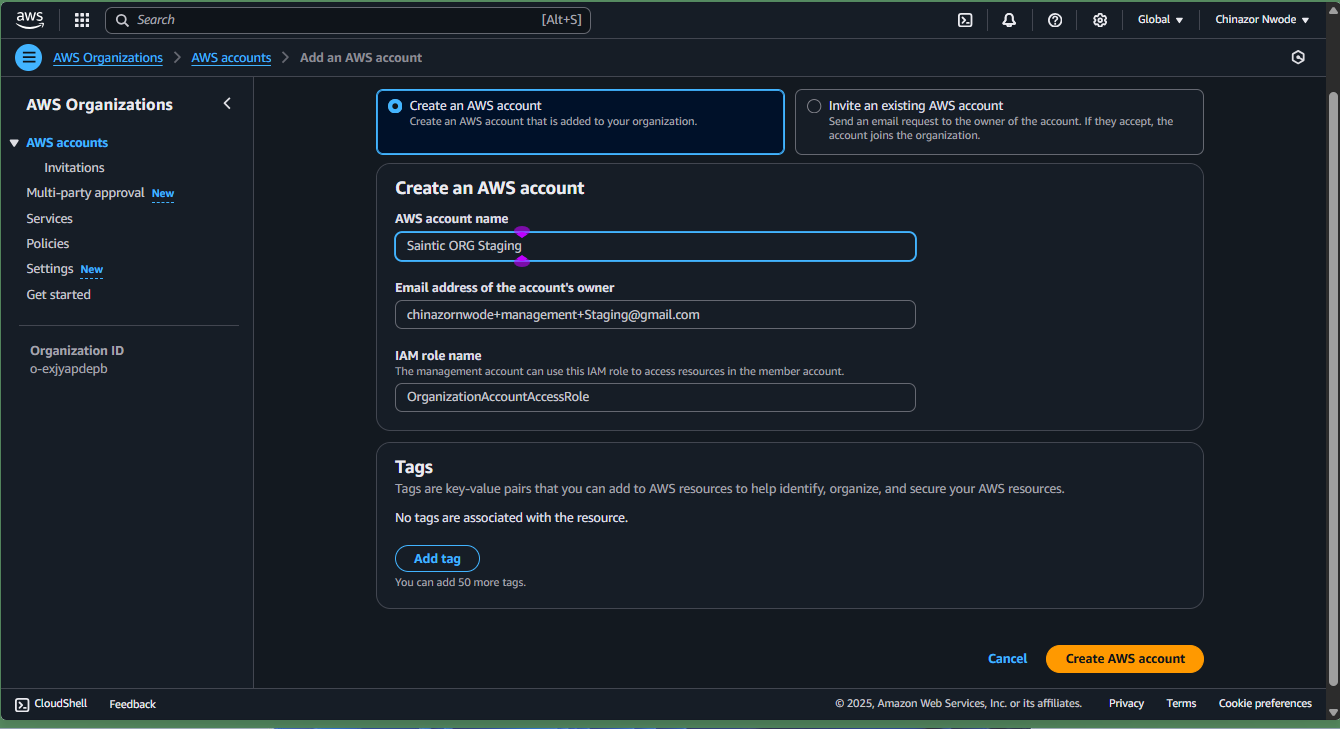 aws
Search [Alt+S]
Global
Chinazor Nwode
AWS Organizations
AWS accounts
Add an AWS account
AWS Organizations
AWS accounts
Invitations
Multi-party approval New
Services
Policies
Settings New
Get started
Organization ID
o-exjyapdepb
Create an AWS account
Create an AWS account that is added to your organization.
Invite an existing AWS account
Send an email request to the owner of the account. If they accept, the
account joins the organization.
Create an AWS account
AWS account name
Saintic ORG Staging
Email address of the account's owner
chinazornwode+management+Staging@gmail.com
IAM role name
The management account can use this IAM role to access resources in the member account.
OrganizationAccountAccessRole
Tags
Tags are key-value pairs that you can add to AWS resources to help identify, organize, and secure your AWS resources.
No tags are associated with the resource.
Add tag
You can add 50 more tags.
Cancel
Create AWS account
CloudShell
Feedback
© 2025, Amazon Web Services, Inc. or its affiliates.
Privacy
Terms
Cookie preferences